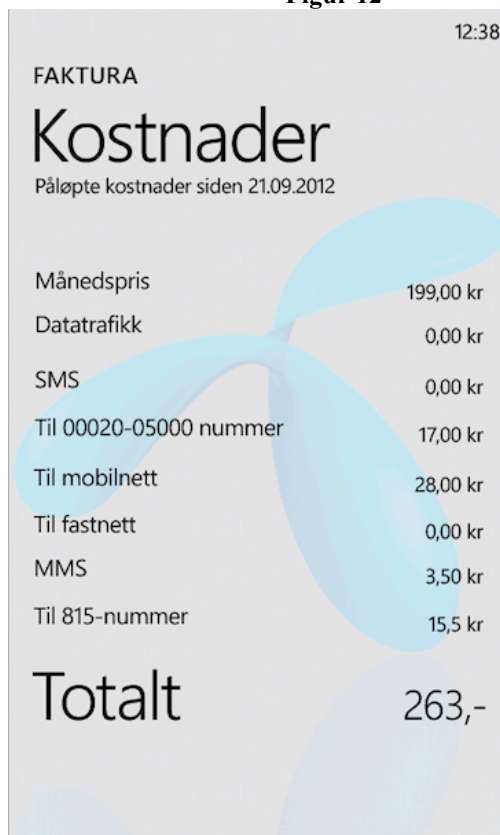 Figur 12
12:38
FAKTURA
Kostnader
Påløpte kostnader siden 21.09.2012
Månedspris 199,00 kr
Datatrafikk 0,00 kr
SMS 0,00 kr
Til 00020-05000 nummer 17,00 kr
Til mobilnett 28,00 kr
Til fastnett 0,00 kr
MMS 3,50 kr
Til 815-nummer 15,5 kr
Totalt 263,-